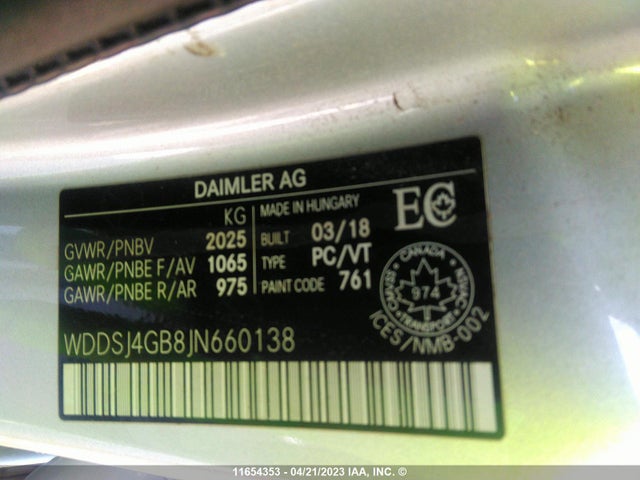 DAIMLER AG
KG
MADE IN HUNGARY
EC
GVWR/PNBV 2025
BUILT 03/18
GAWR/PNBE F/AV 1065
TYPE PC/VT
GAWR/PNBE R/AR 975
PAINT CODE 761
CANADA
974
TRANSPORT
ICES/NMB-002
WDDSJ4GB8JN660138
11654353 - 04/21/2023 IAA, INC. ©